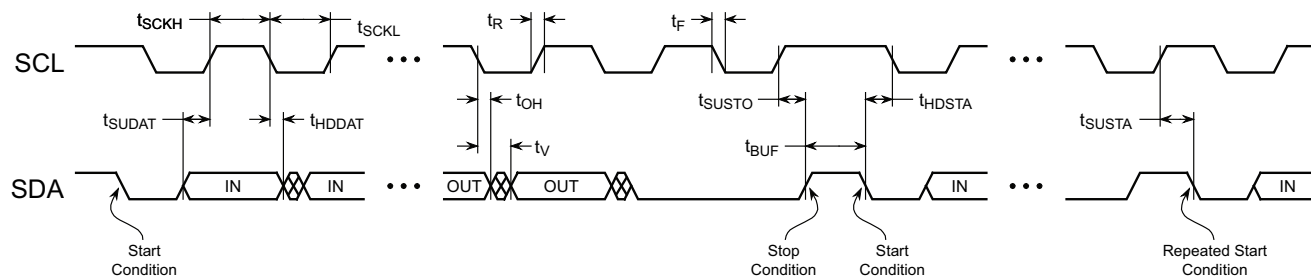 tSCKH
tSCKL
tR
tF
SCL
tOH
tSUSTO
tHDSTA
tSUDAT
tHDDAT
tSUSTA
tV
tBUF
SDA
IN
IN
OUT
OUT
IN
IN
Start
Condition
Stop
Condition
Start
Condition
Repeated Start
Condition